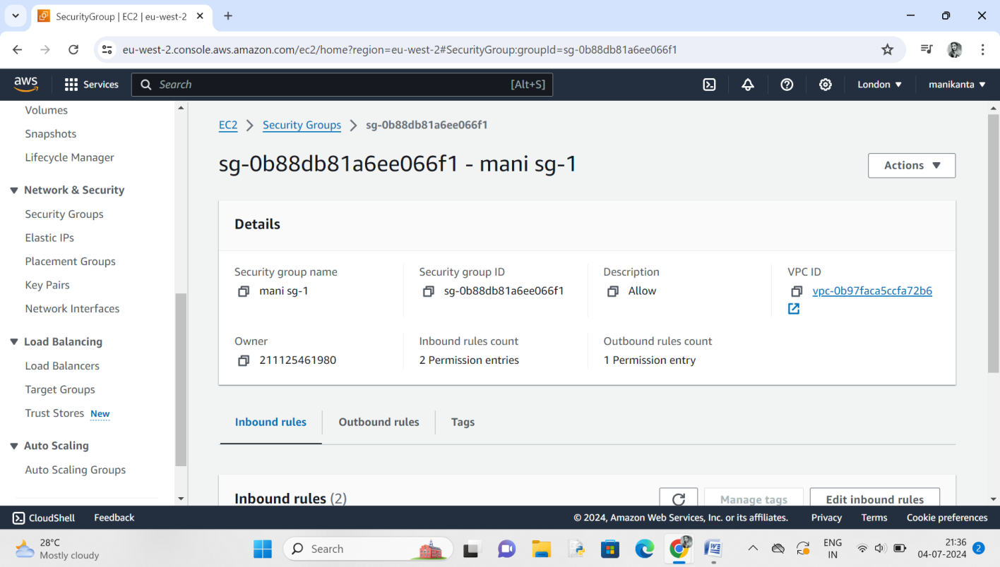 SecurityGroup | EC2 | eu-west-2
eu-west-2.console.aws.amazon.com/ec2/home?region=eu-west-2#SecurityGroup:groupId=sg-0b88db81a6ee066f1
aws Services Search [Alt+S] London manikanta
Volumes
Snapshots
Lifecycle Manager
Network & Security
Security Groups
Elastic IPs
Placement Groups
Key Pairs
Network Interfaces
Load Balancing
Load Balancers
Target Groups
Trust Stores New
Auto Scaling
Auto Scaling Groups
EC2 Security Groups sg-0b88db81a6ee066f1
sg-0b88db81a6ee066f1 - mani sg-1
Actions
Details
Security group name
mani sg-1
Security group ID
sg-0b88db81a6ee066f1
Description
Allow
VPC ID
vpc-0b97faca5ccfa72b6
Owner
211125461980
Inbound rules count
2 Permission entries
Outbound rules count
1 Permission entry
Inbound rules Outbound rules Tags
Inbound rules (2) Manage tags Edit inbound rules
CloudShell Feedback © 2024, Amazon Web Services, Inc. or its affiliates. Privacy Terms Cookie preferences
28°C
Mostly cloudy
Search
ENG
IN
21:36
04-07-2024
2